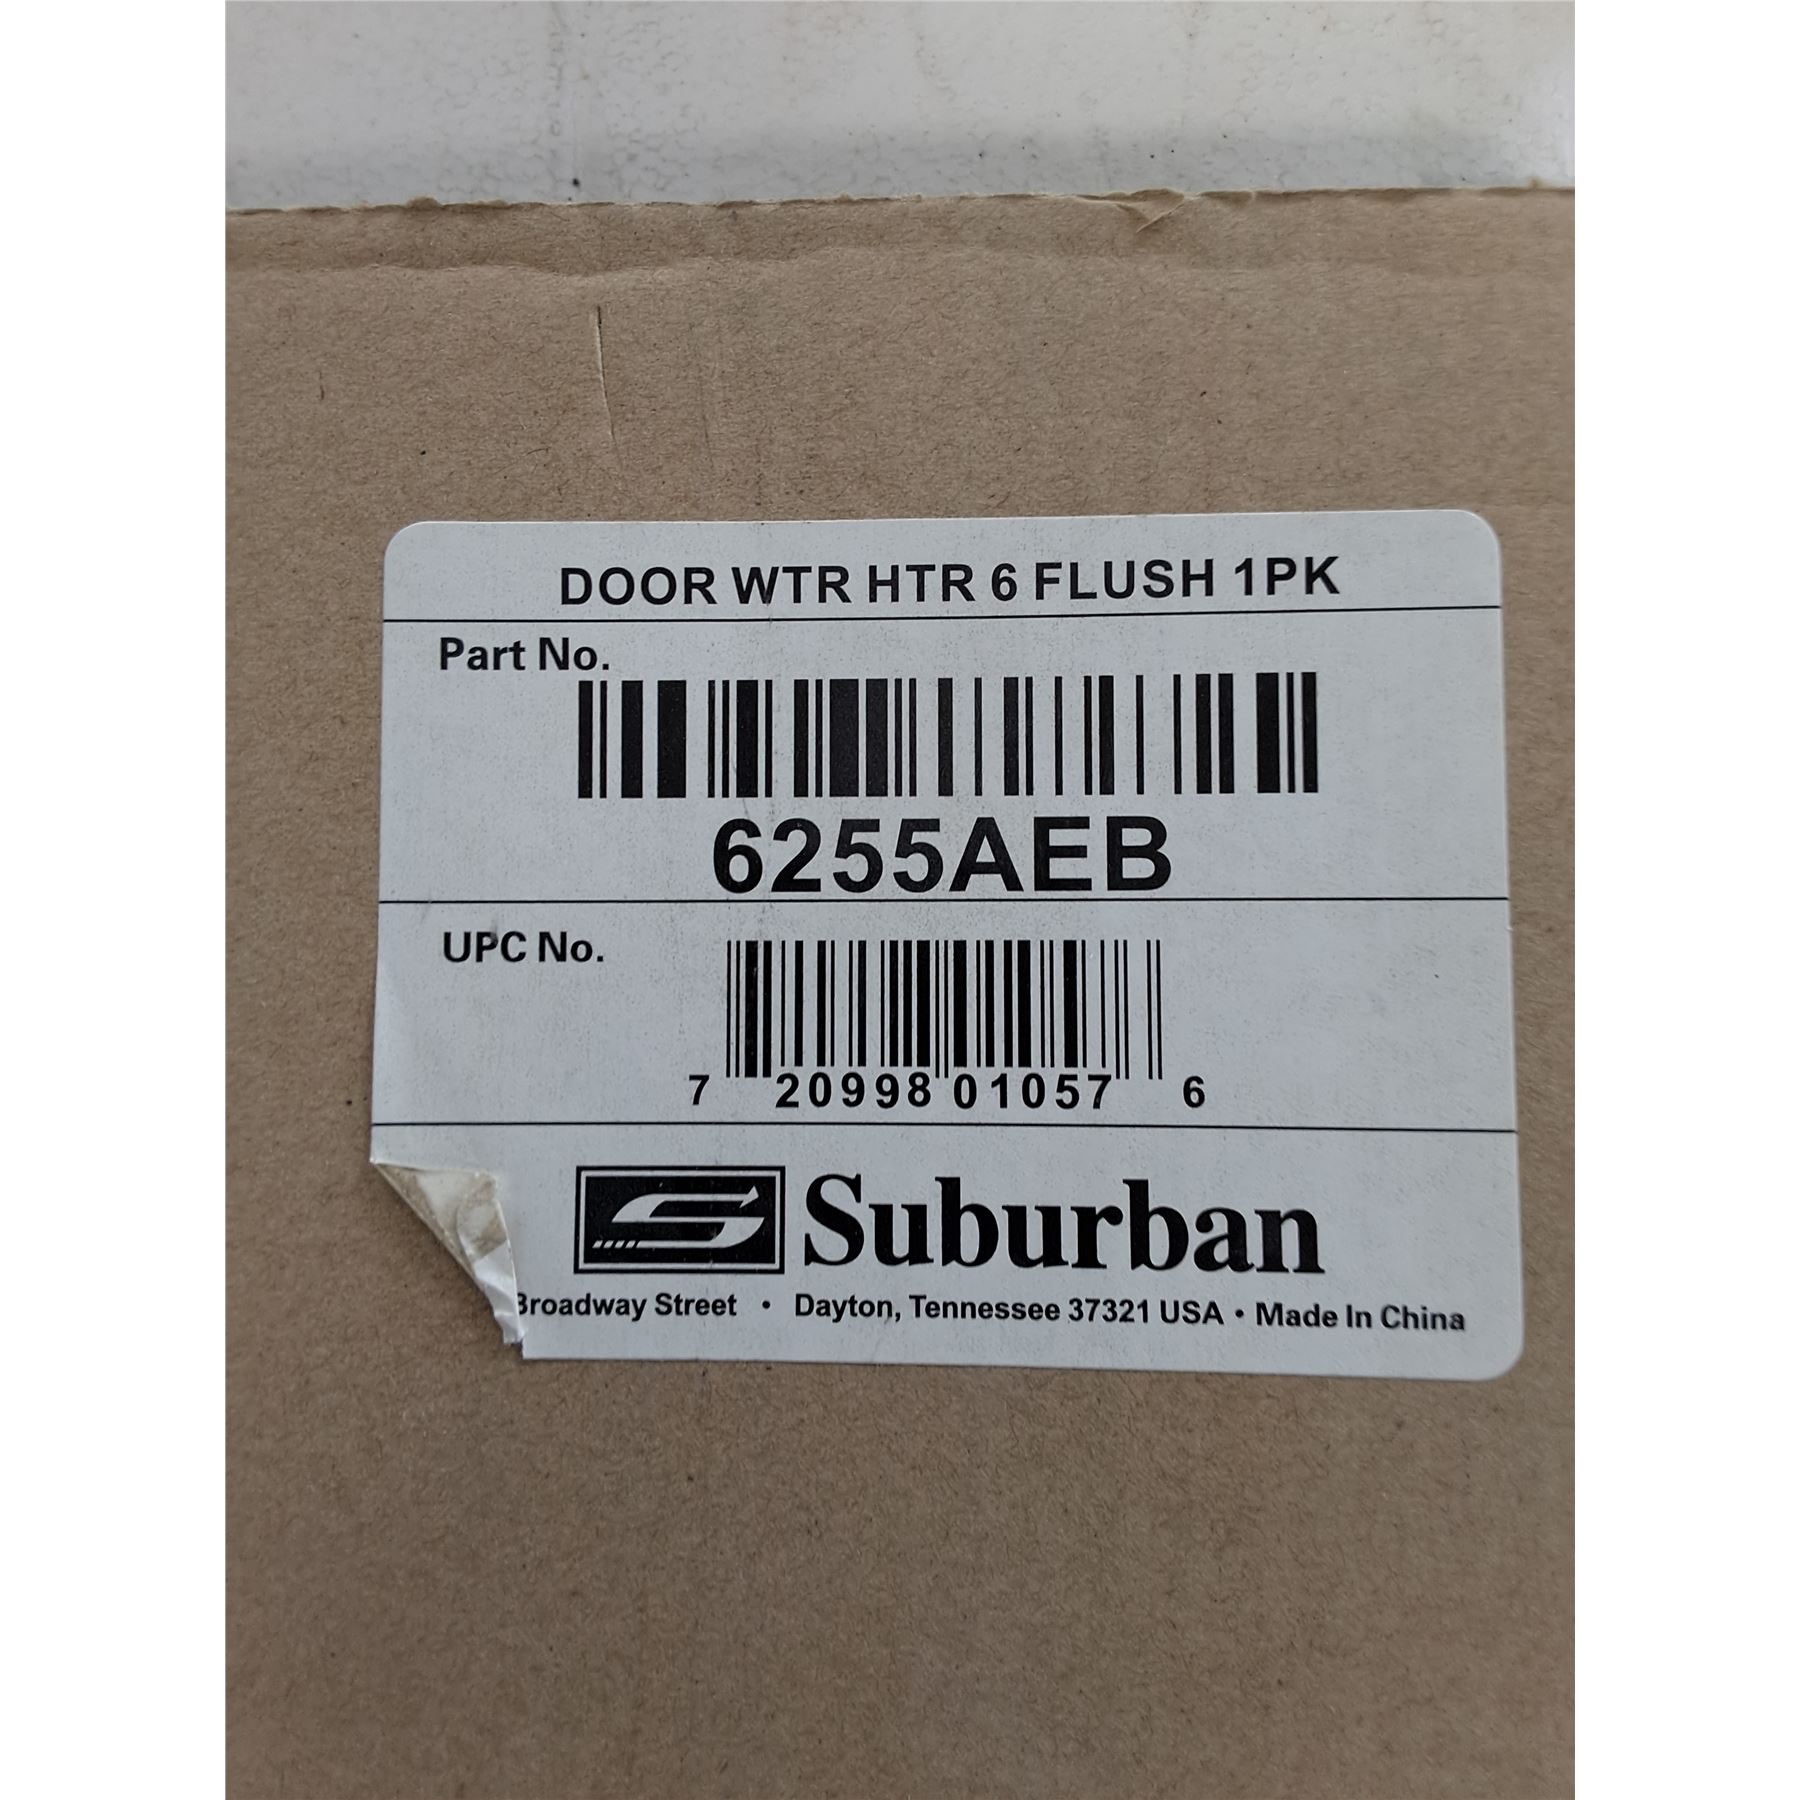 DOOR WTR HTR 6 FLUSH 1PK
Part No.
6255AEB
UPC No.
7 20998 01057 6
Suburban
Broadway Street • Dayton, Tennessee 37321 USA • Made In China